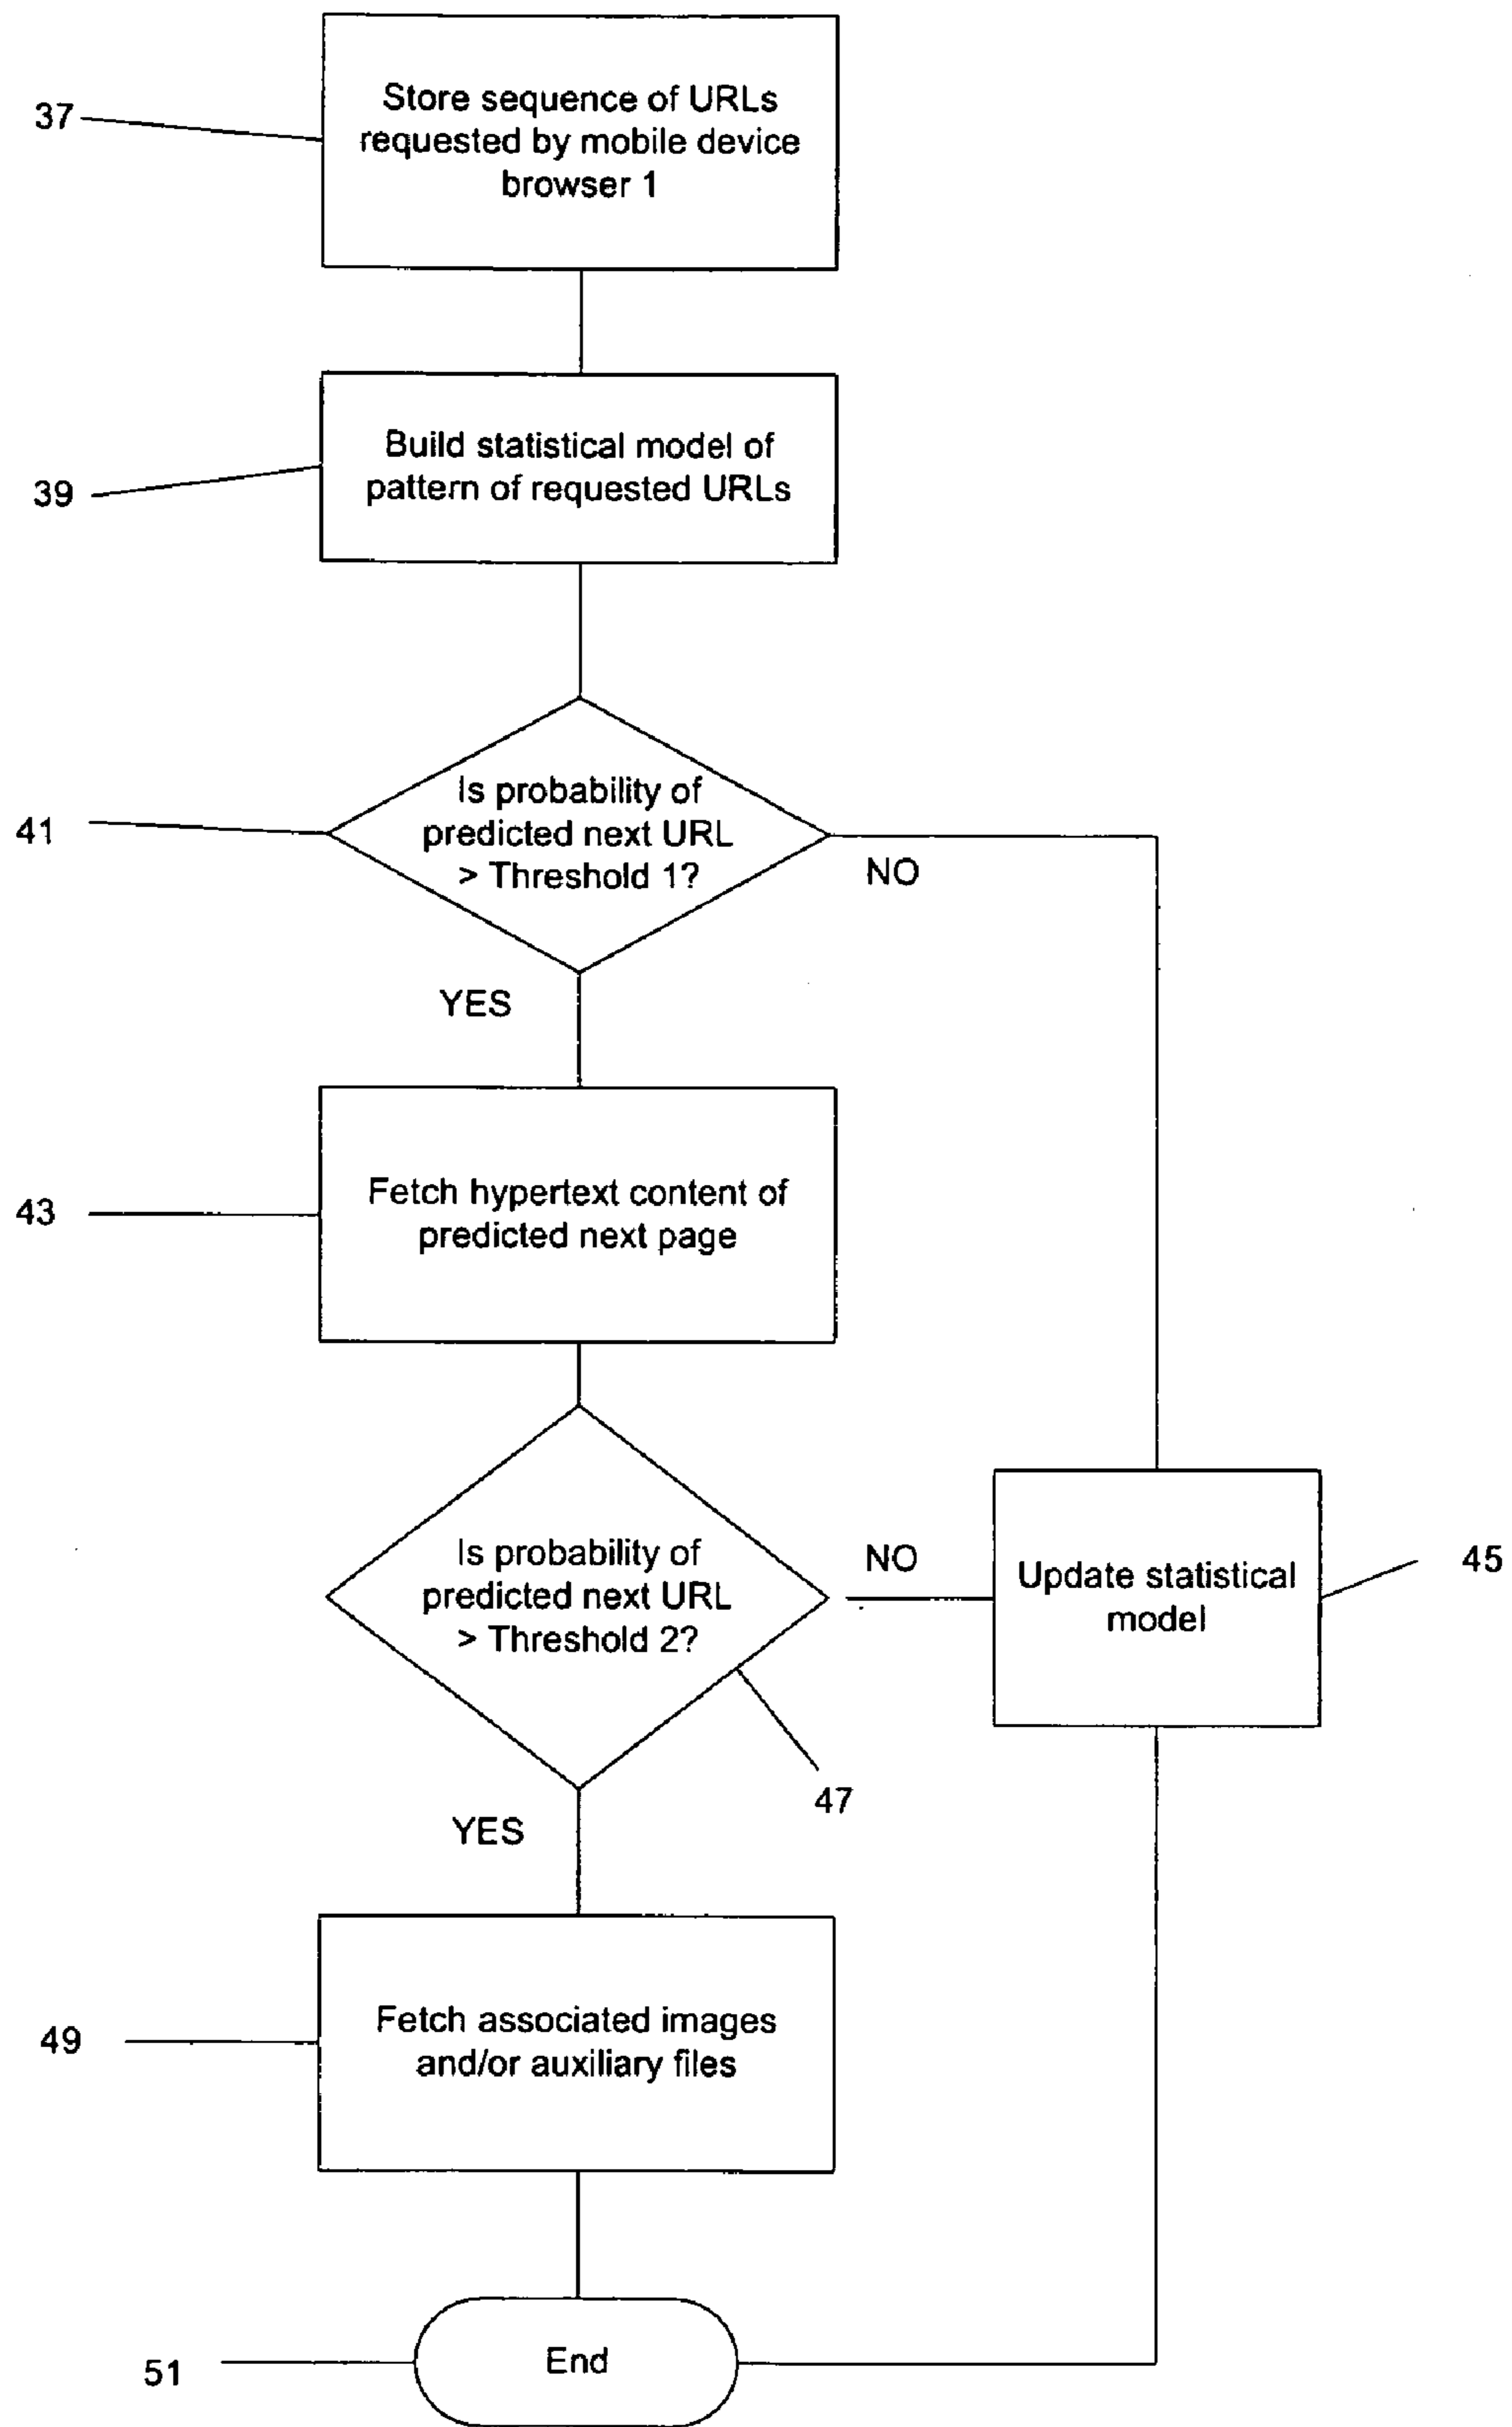 Store sequence of URLs
requested by mobile device
browser 1
37
Build statistical model of
pattern of requested URLs
39
Is probability of
predicted next URL
> Threshold 1?
41
NO
YES
Fetch hypertext content of
predicted next page
43
Is probability of
predicted next URL
> Threshold 2?
NO
Update statistical
model
45
47
YES
Fetch associated images
and/or auxiliary files
49
End
51